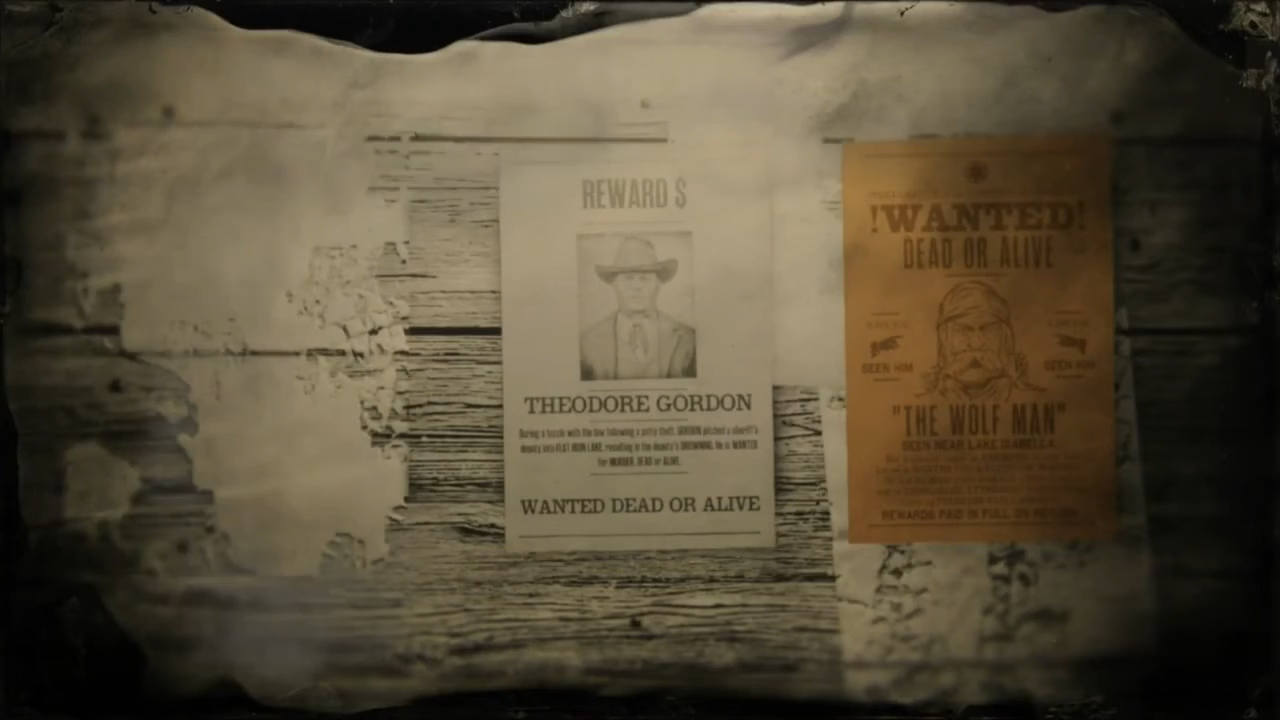 REWARD $
THEODORE GORDON
During a tussle with the law following a petty theft, GORDON pitched a sheriff's
deputy into FLAT IRON LAKE, resulting in the deputy's DROWNING. He is WANTED
for MURDER, DEAD or ALIVE.
WANTED DEAD OR ALIVE
!WANTED!
DEAD OR ALIVE
SEEN HIM
SEEN HIM
"THE WOLF MAN"
SEEN NEAR LAKE ISABELLA
REWARDS PAID IN FULL ON RETURN